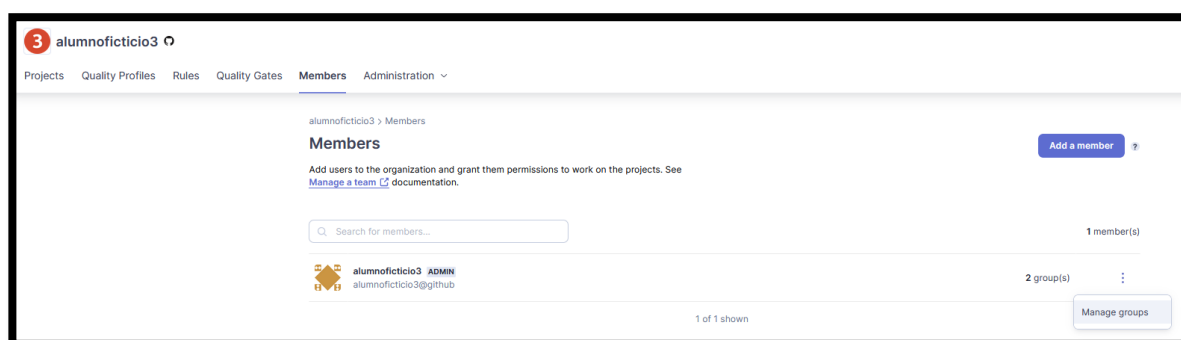 3 alumnoficticio3
Projects Quality Profiles Rules Quality Gates Members Administration
alumnoficticio3 > Members
Members
Add a member ?
Add users to the organization and grant them permissions to work on the projects. See
Manage a team documentation.
Search for members...
1 member(s)
alumnoficticio3 ADMIN
alumnoficticio3@github
2 group(s)
Manage groups
1 of 1 shown